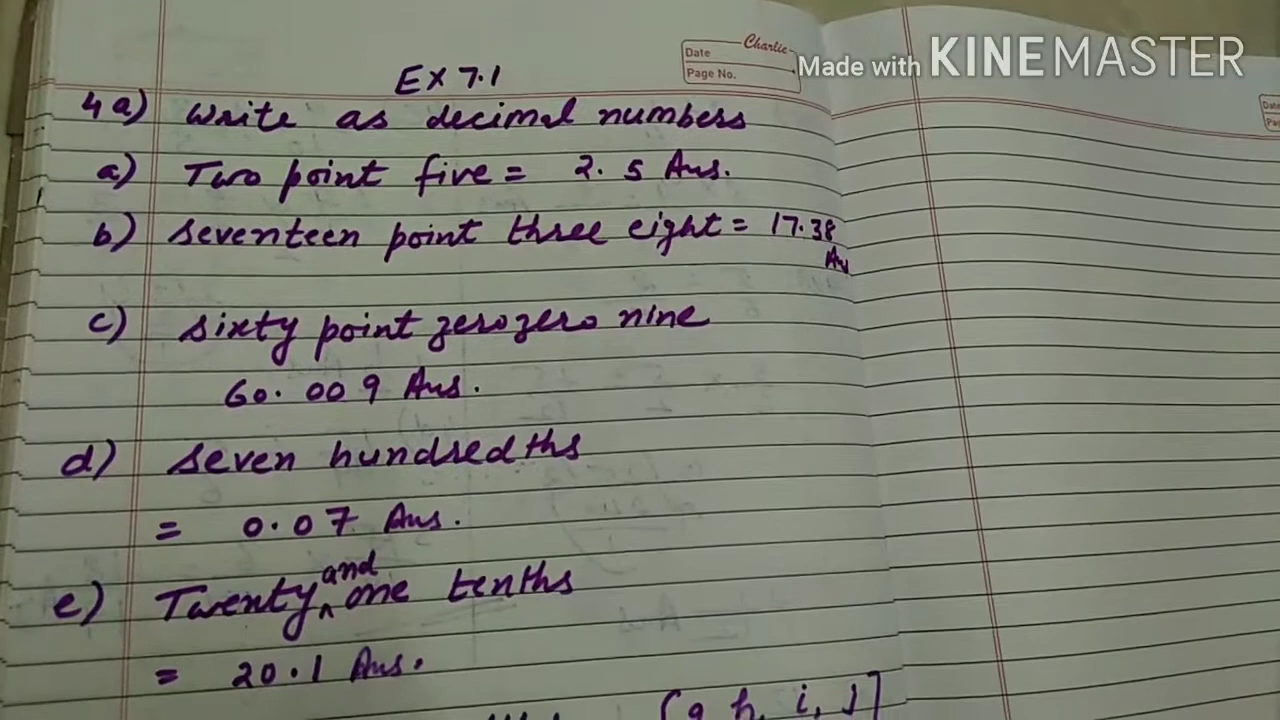 Charlie
Date
Page No.
Made with KINEMASTER
EX 7.1
4a) Write as decimal numbers
a) Two point five = 2.5 Ans.
b) Seventeen point three eight = 17.38
An
c) Sixty point zero zero nine
60.009 Ans.
d) Seven hundredths
= 0.07 Ans.
and
e) Twenty ^ one tenths
= 20.1 Ans.